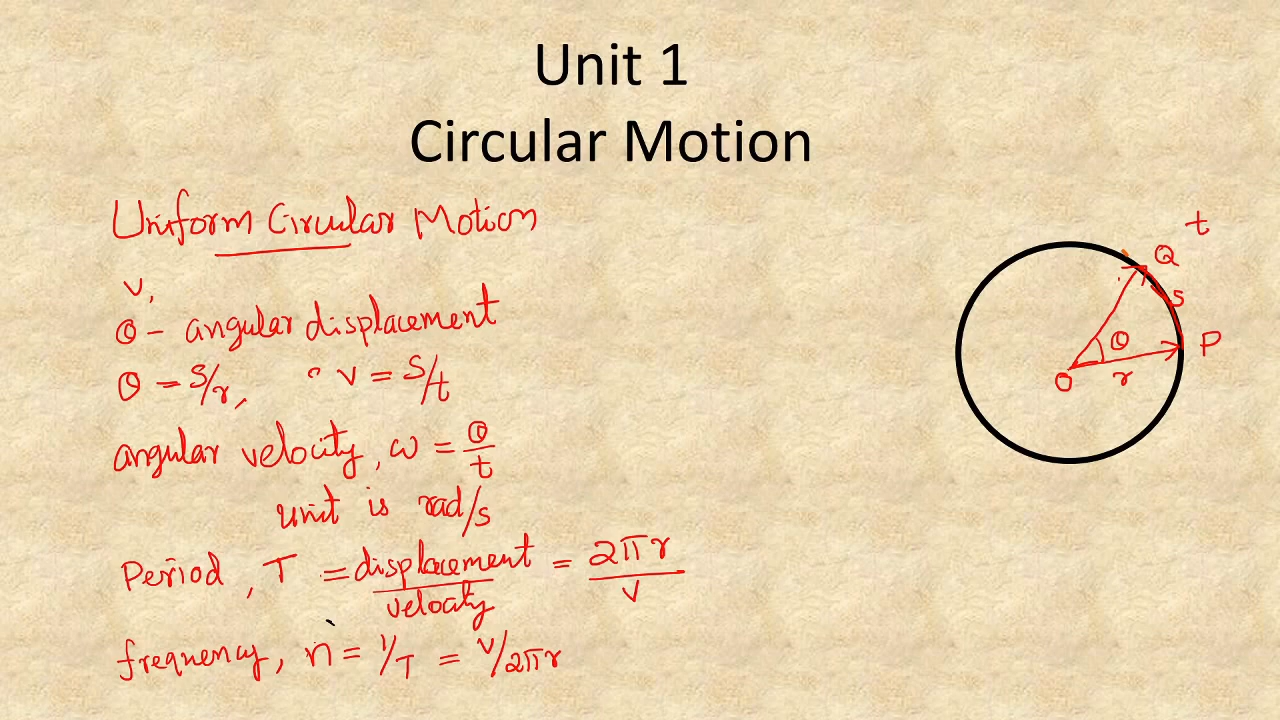 Unit 1
Circular Motion
Uniform Circular Motion
v,
θ - angular displacement
θ = s/r, v = s/t
angular velocity, ω = θ/t
unit is rad/s
Period, T = displacement/velocity = 2πr/v
frequency, n = 1/T = v/2πr
t
Q
s
θ
P
O
r